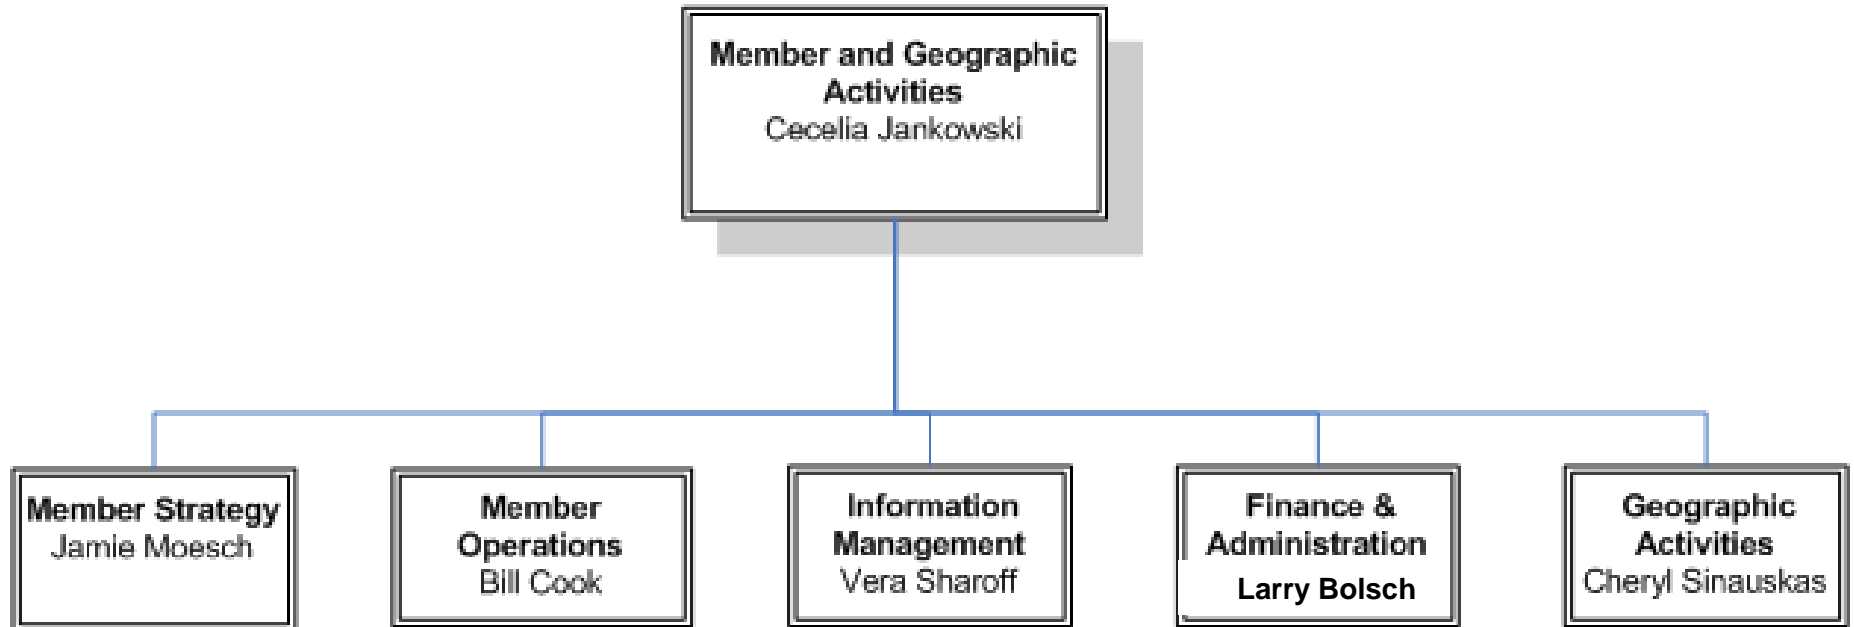 Member and Geographic
Activities
Cecelia Jankowski
Member Strategy
Jamie Moesch
Member
Operations
Bill Cook
Information
Management
Vera Sharoff
Finance &
Administration
Larry Bolsch
Geographic
Activities
Cheryl Sinauskas